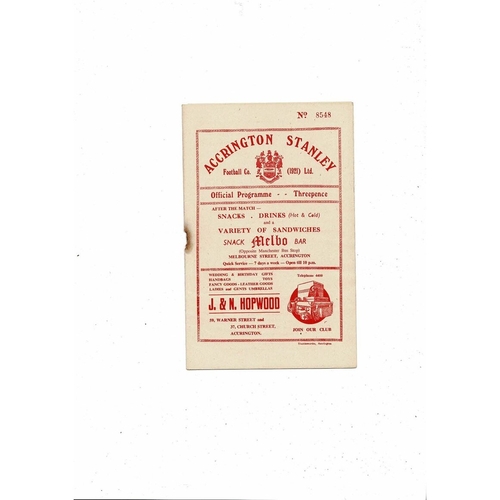 Nº 8548
ACCRINGTON STANLEY
Football Co. (1921) Ltd.
Official Programme - - Threepence
AFTER THE MATCH —
SNACKS . DRINKS (Hot & Cold)
and a
VARIETY OF SANDWICHES
SNACK Melbo BAR
(Opposite Manchester Bus Stop)
MELBOURNE STREET, ACCRINGTON
Quick Service — 7 days a week — Open till 10 p.m.
WEDDING & BIRTHDAY GIFTS
HANDBAGS TOYS
FANCY GOODS - LEATHER GOODS
LADIES and GENTS UMBRELLAS
J. & N. HOPWOOD
50, WARNER STREET and
37, CHURCH STREET,
ACCRINGTON.
Telephone
JOIN OUR CLUB